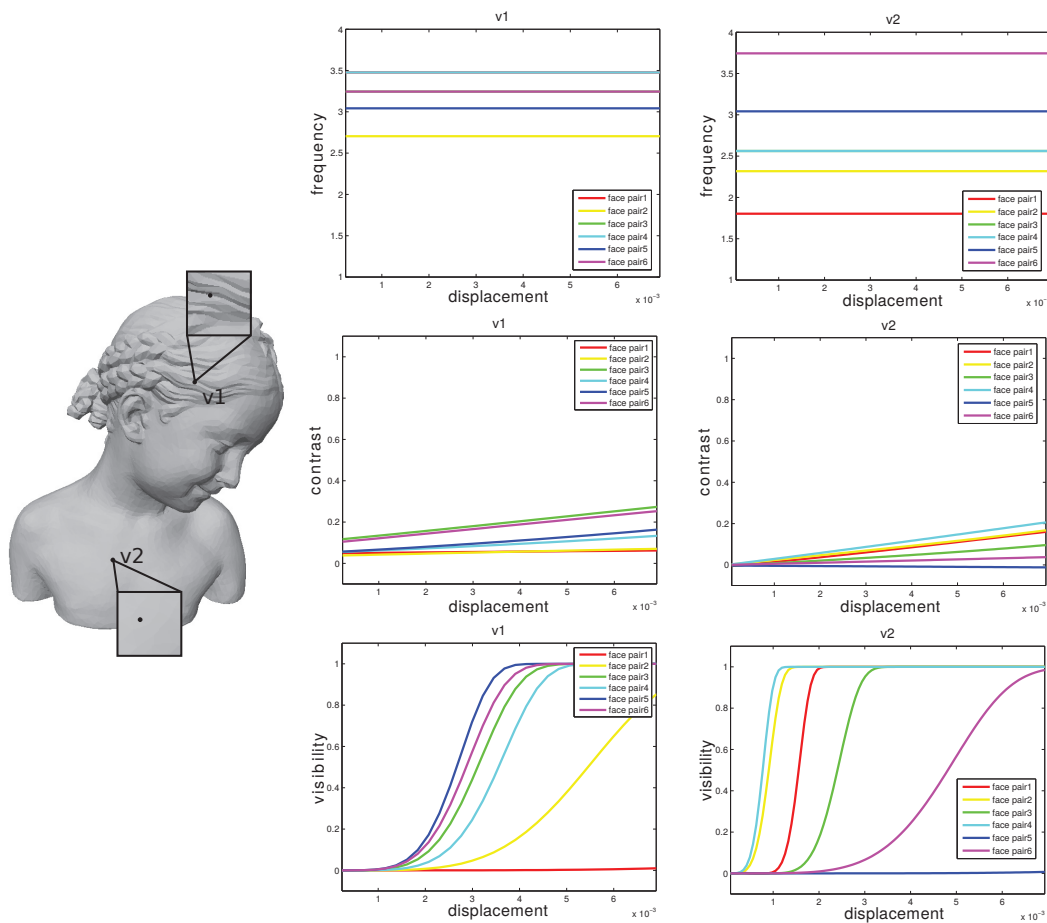 v1
4
3.5
3
2.5
2
1.5
1
frequency
face pair1
face pair2
face pair3
face pair4
face pair5
face pair6
1 2 3 4 5 6
displacement
x 10⁻³
v2
4
3.5
3
2.5
2
1.5
1
frequency
face pair1
face pair2
face pair3
face pair4
face pair5
face pair6
1 2 3 4 5 6
displacement
x 10⁻
v1
v2
v1
1
0.8
0.6
0.4
0.2
0
contrast
face pair1
face pair2
face pair3
face pair4
face pair5
face pair6
1 2 3 4 5 6
displacement
x 10⁻³
v2
1
0.8
0.6
0.4
0.2
0
contrast
face pair1
face pair2
face pair3
face pair4
face pair5
face pair6
1 2 3 4 5 6
displacement
x 10⁻³
v1
1
0.8
0.6
0.4
0.2
0
visibility
face pair1
face pair2
face pair3
face pair4
face pair5
face pair6
1 2 3 4 5 6
displacement
x 10⁻³
v2
1
0.8
0.6
0.4
0.2
0
visibility
face pair1
face pair2
face pair3
face pair4
face pair5
face pair6
1 2 3 4 5 6
displacement
x 10⁻³